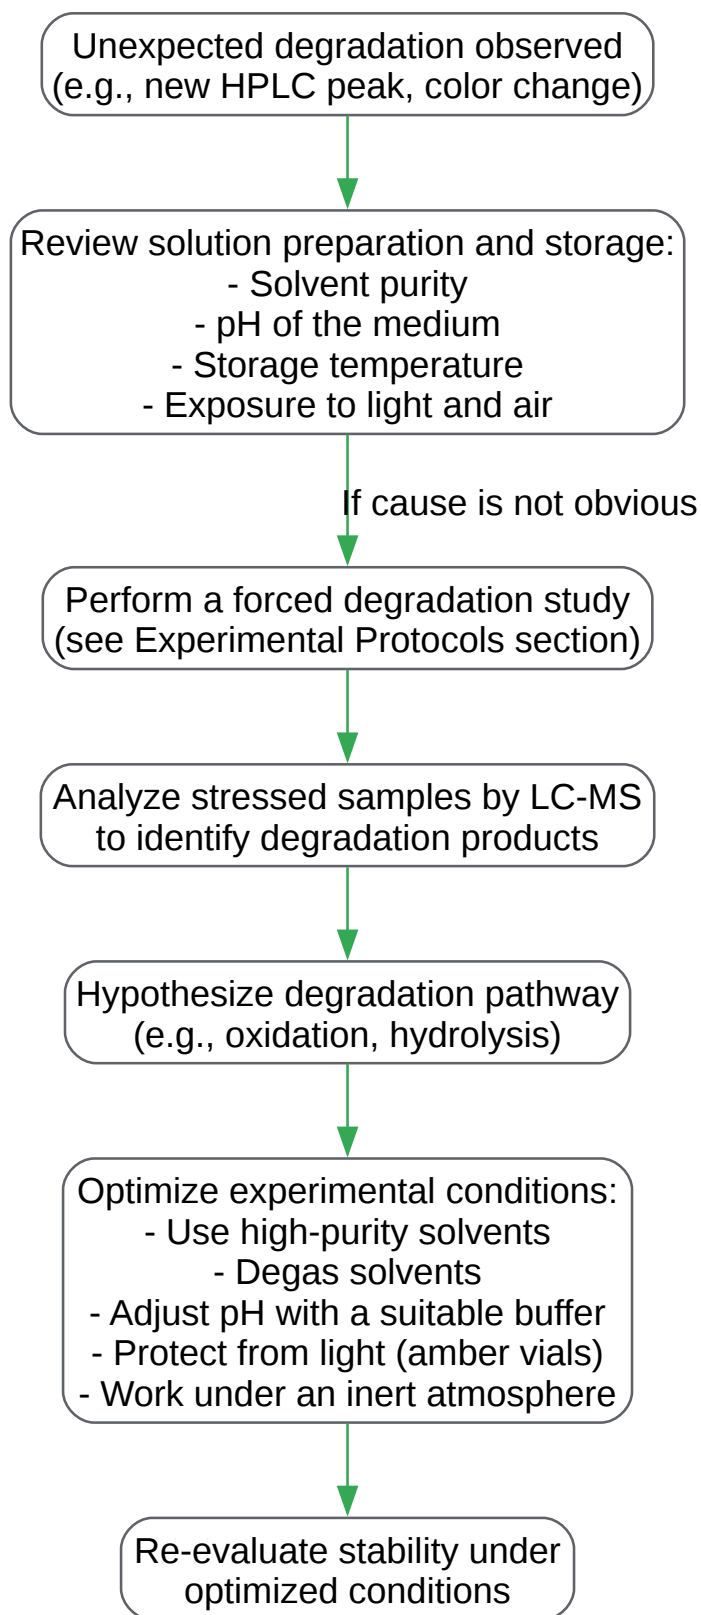 Unexpected degradation observed
(e.g., new HPLC peak, color change)
Review solution preparation and storage:
- Solvent purity
- pH of the medium
- Storage temperature
- Exposure to light and air
If cause is not obvious
Perform a forced degradation study
(see Experimental Protocols section)
Analyze stressed samples by LC-MS
to identify degradation products
Hypothesize degradation pathway
(e.g., oxidation, hydrolysis)
Optimize experimental conditions:
- Use high-purity solvents
- Degas solvents
- Adjust pH with a suitable buffer
- Protect from light (amber vials)
- Work under an inert atmosphere
Re-evaluate stability under
optimized conditions